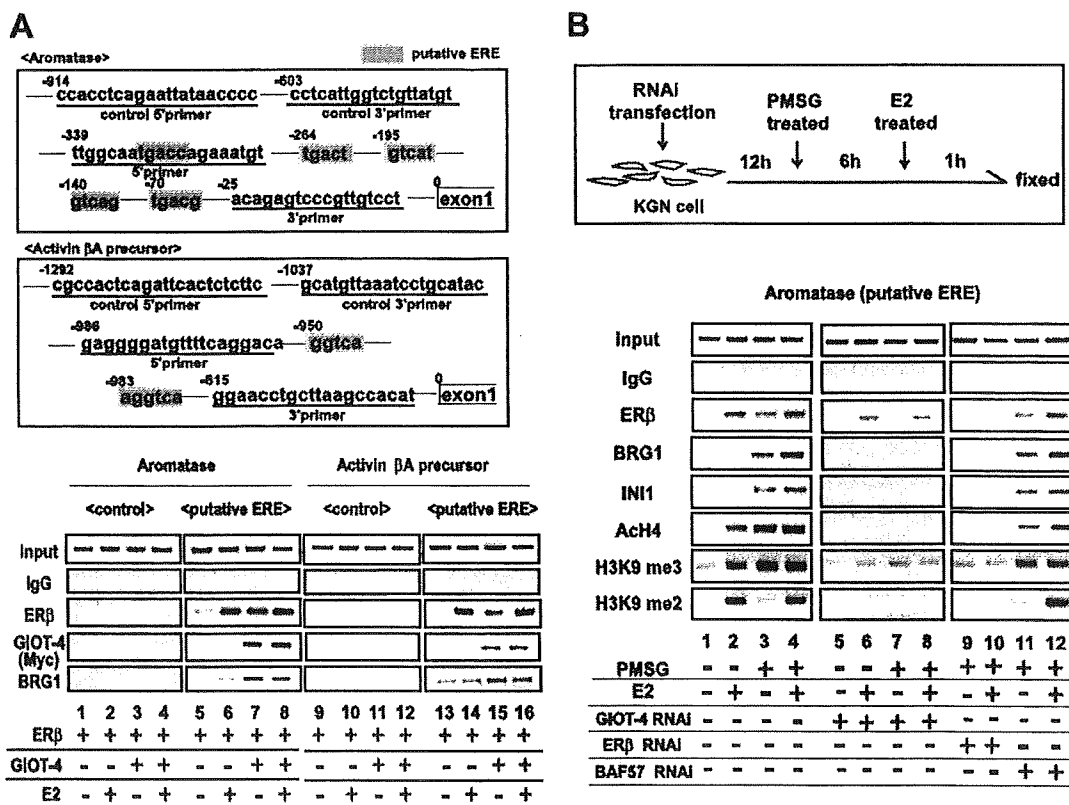 A
<Aromatase>
putative ERE
-914 -603
ccacctcagaattataacccc cctcattggtctgttatgt
control 5'primer control 3'primer
-339 -264 -195
ttggcaatgaccagaaatgt tgact gtcat
5'primer
-140 -70 -25 0
gtcag tgacg acagagtcccgttgtcct exon1
3'primer
<Activin βA precursor>
-1292 -1037
cgccactcagattcactctcttc gcatgttaaatcctgcatac
control 5'primer control 3'primer
-986 -950
gaggggatgttttcaggaca ggtca
5'primer
-983 -815 0
aggtca ggaacctgcttaagccacat exon1
3'primer
Aromatase Activin βA precursor
<control> <putative ERE> <control> <putative ERE>
Input
IgG
ERβ
GIOT-4
(Myc)
BRG1
1 2 3 4 5 6 7 8 9 10 11 12 13 14 15 16
ERβ + + + + + + + + + + + + + + + +
GIOT-4 - - + + - - + + - - + + - - + +
E2 - + - + - + - + - + - + - + - +
B
RNAi
transfection
PMSG
treated
E2
treated
12h 6h 1h
fixed
KGN cell
Aromatase (putative ERE)
Input
IgG
ERβ
BRG1
INI1
AcH4
H3K9 me3
H3K9 me2
1 2 3 4 5 6 7 8 9 10 11 12
PMSG - - + + - - + + + + + +
E2 - + - + - + - + - + - +
GIOT-4 RNAi - - - - + + + + - - - -
ERβ RNAi - - - - - - - - + + - -
BAF57 RNAi - - - - - - - - - - + +